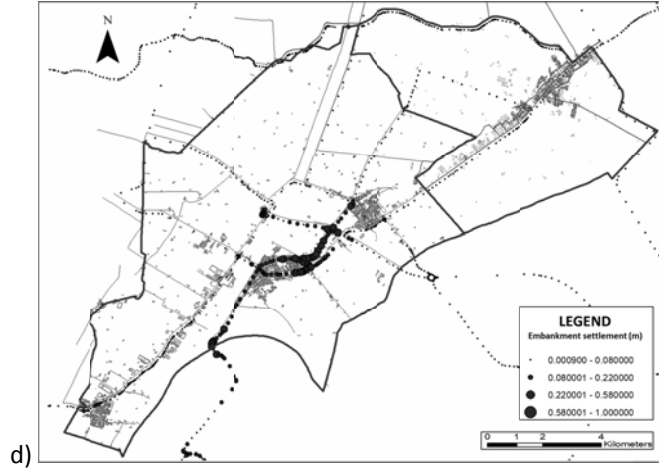 N
LEGEND
Embankment settlement (m)
0.000900 - 0.080000
0.080001 - 0.220000
0.220001 - 0.580000
0.580001 - 1.000000
0 1 2 4
Kilometers
d)